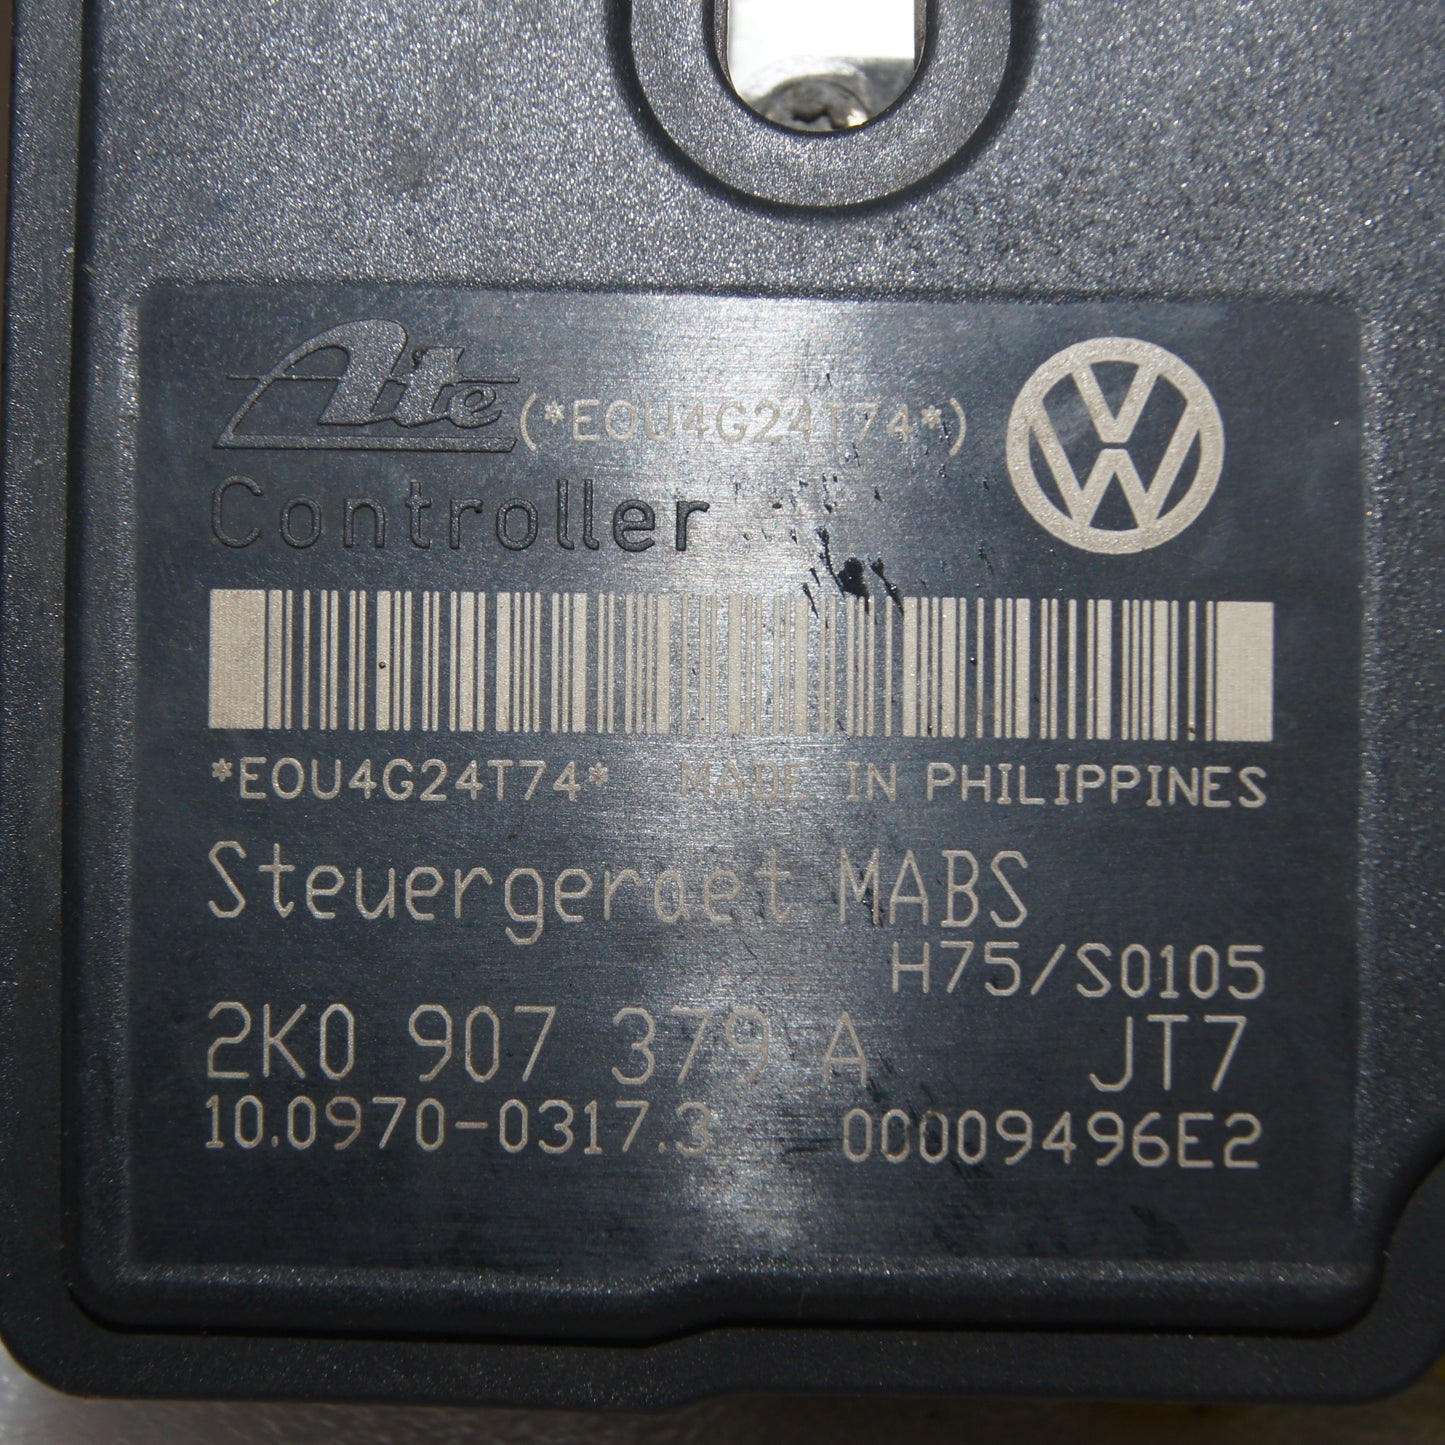 Ate (*EOU4G24T74*)
Controller
*EOU4G24T74* MADE IN PHILIPPINES
Steuergeraet MABS
H75/S0105
2K0 907 379 A JT7
10.0970-0317.3 00009496E2